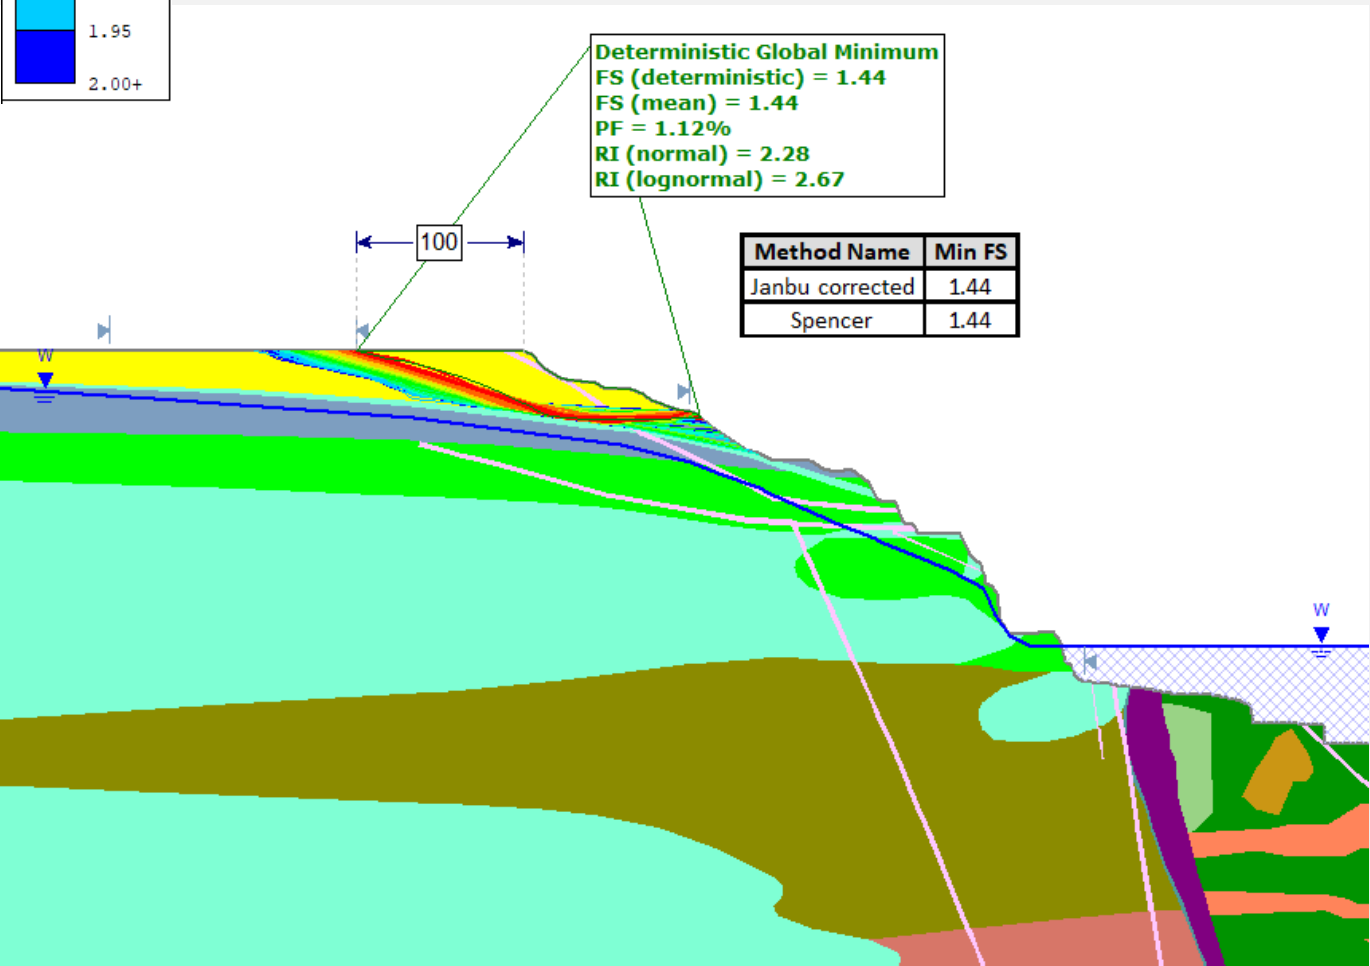 1.95
2.00+
Deterministic Global Minimum
FS (deterministic) = 1.44
FS (mean) = 1.44
PF = 1.12%
RI (normal) = 2.28
RI (lognormal) = 2.67
100
Method Name Min FS
Janbu corrected 1.44
Spencer 1.44
W
W